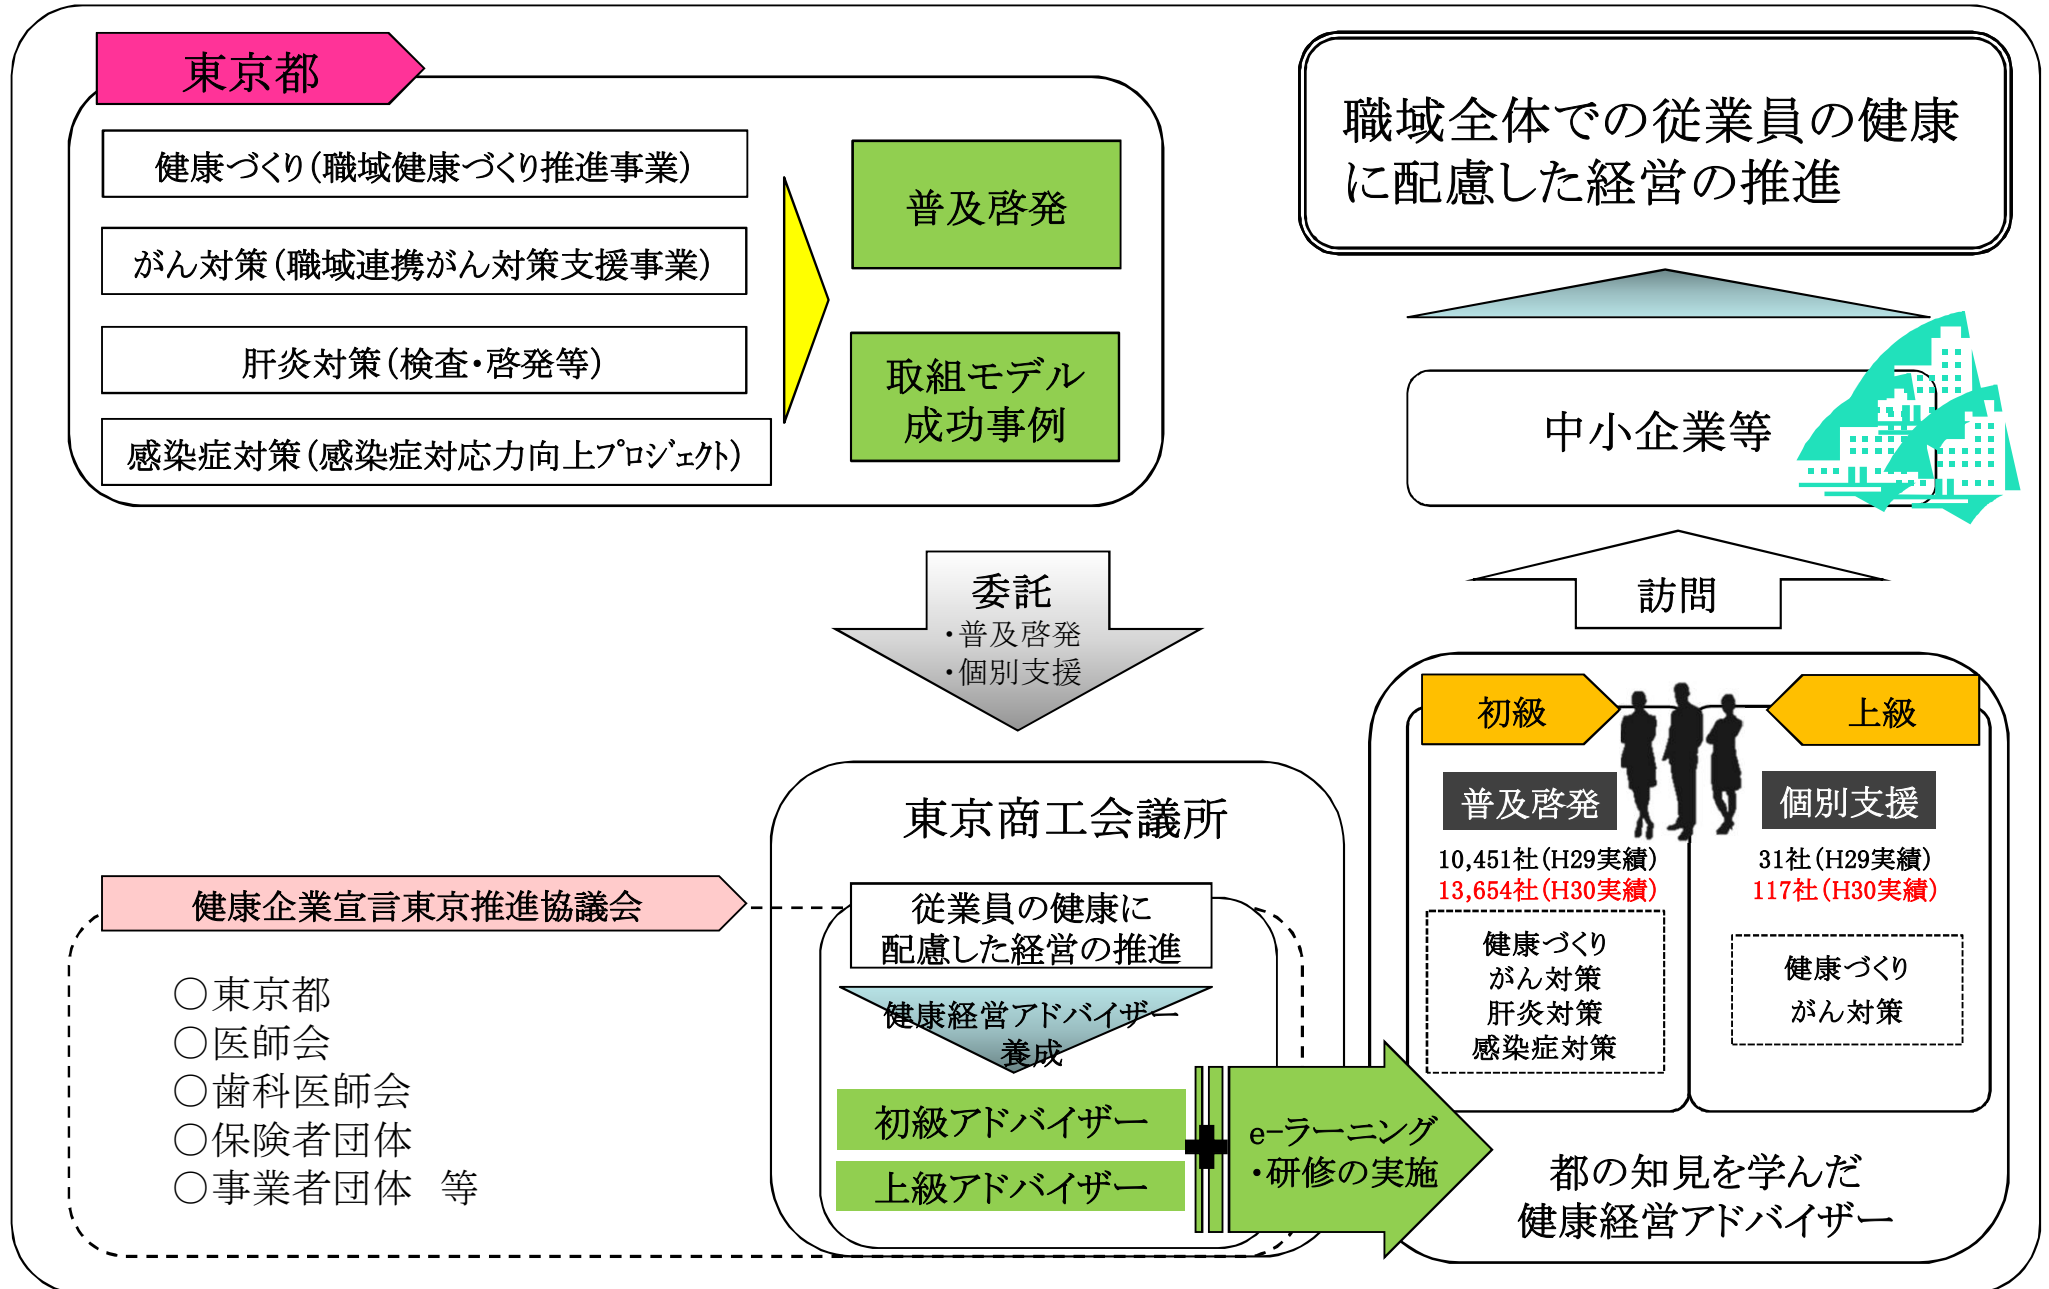 東京都
健康づくり(職域健康づくり推進事業)
がん対策(職域連携がん対策支援事業)
肝炎対策(検査・啓発等)
感染症対策(感染症対応力向上ﾌﾟﾛｼﾞｪｸﾄ)
普及啓発
取組モデル
成功事例
職域全体での従業員の健康
に配慮した経営の推進
中小企業等
訪問
委託
・普及啓発
・個別支援
東京商工会議所
従業員の健康に
配慮した経営の推進
健康経営アドバイザー
養成
初級アドバイザー
上級アドバイザー
e-ラーニング
・研修の実施
健康企業宣言東京推進協議会
○東京都
○医師会
○歯科医師会
○保険者団体
○事業者団体　等
初級
普及啓発
10,451社(H29実績)
13,654社(H30実績)
健康づくり
がん対策
肝炎対策
感染症対策
上級
個別支援
31社(H29実績)
117社(H30実績)
健康づくり
がん対策
都の知見を学んだ
健康経営アドバイザー